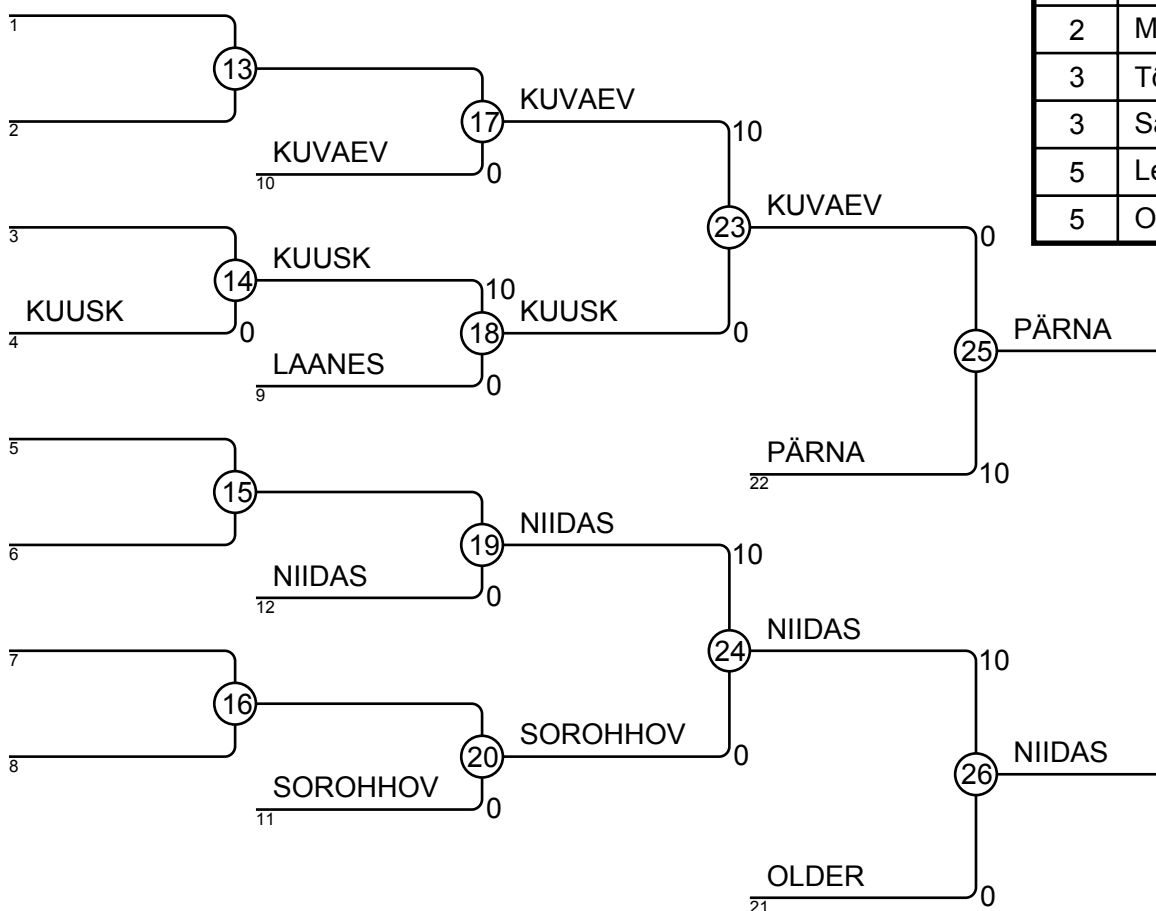 1
13
2
KUVAEV
10
17
0
KUVAEV
10
3
14
KUUSK
10
KUUSK
4
0
LAANES
9
18
0
KUUSK
0
23
KUVAEV
0
5
15
6
NIIDAS
12
19
0
NIIDAS
10
7
16
8
SOROHHOV
11
20
0
SOROHHOV
0
24
NIIDAS
10
PÄRNA
22
10
25
PÄRNA
OLDER
21
0
26
NIIDAS
2
3
3
5
5